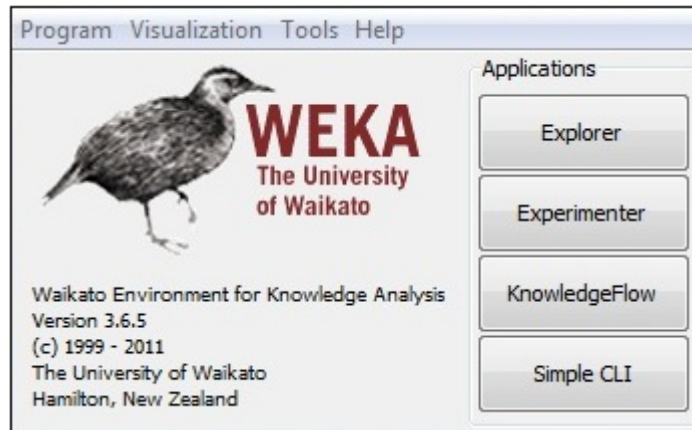 Program Visualization Tools Help
WEKA
The University
of Waikato
Waikato Environment for Knowledge Analysis
Version 3.6.5
(c) 1999 - 2011
The University of Waikato
Hamilton, New Zealand
Applications
Explorer
Experimenter
KnowledgeFlow
Simple CLI